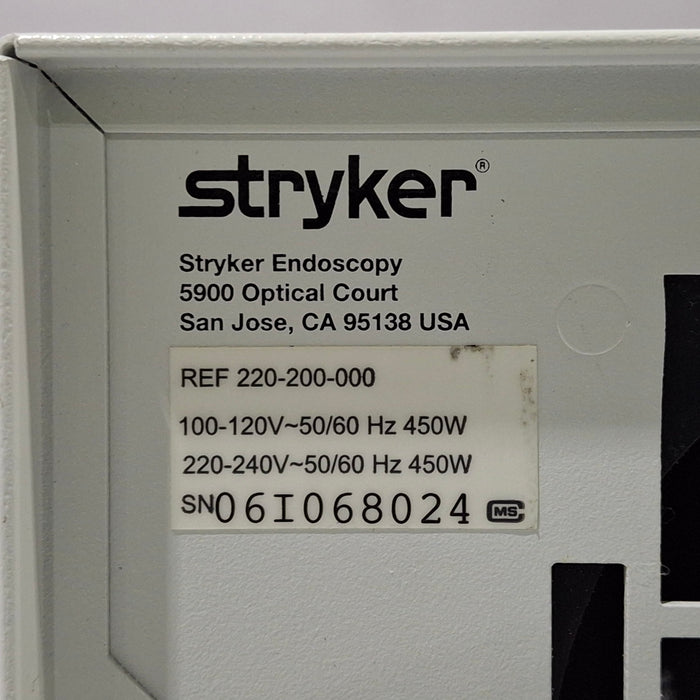 stryker®
Stryker Endoscopy
5900 Optical Court
San Jose, CA 95138 USA
REF 220-200-000
100-120V~50/60 Hz 450W
220-240V~50/60 Hz 450W
SN06I068024 MS